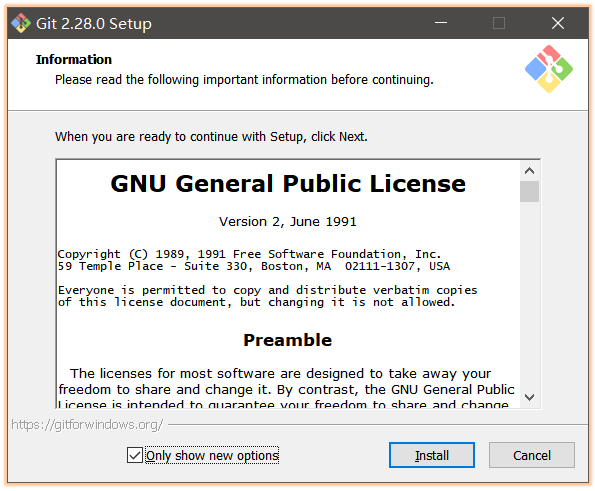 Git 2.28.0 Setup
Information
Please read the following important information before continuing.
When you are ready to continue with Setup, click Next.
GNU General Public License
Version 2, June 1991
Copyright (C) 1989, 1991 Free Software Foundation, Inc.
59 Temple Place - Suite 330, Boston, MA  02111-1307, USA
Everyone is permitted to copy and distribute verbatim copies
of this license document, but changing it is not allowed.
Preamble
The licenses for most software are designed to take away your
freedom to share and change it. By contrast, the GNU General Public
License is intended to guarantee your freedom to share and change
https://gitforwindows.org/
Only show new options
Install
Cancel